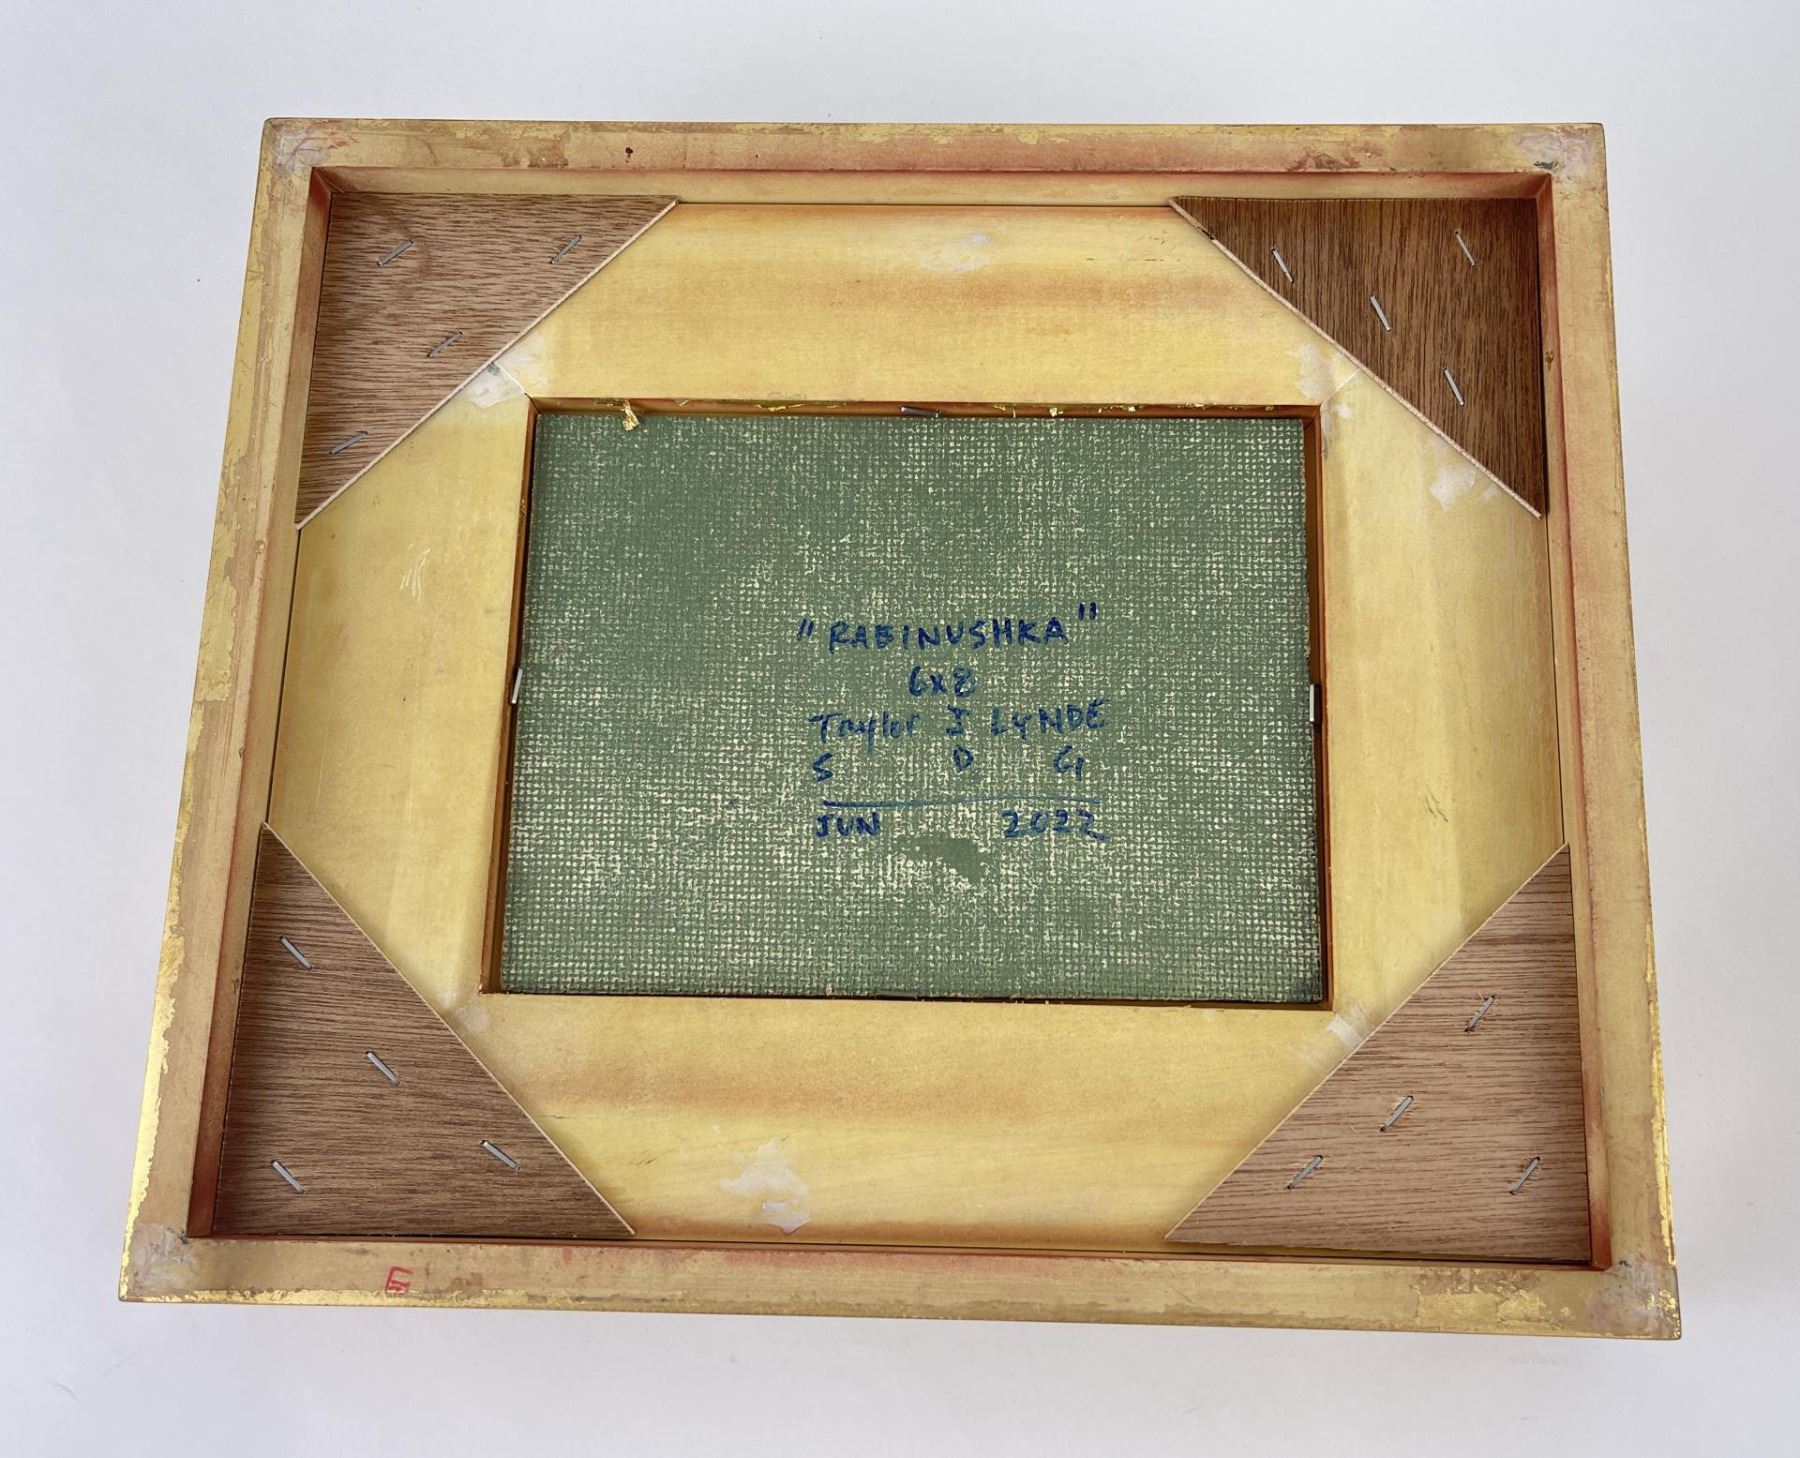 "RABINUSHKA"
6x8
Taylor J LYNDE
S D G
JUN 2022
E